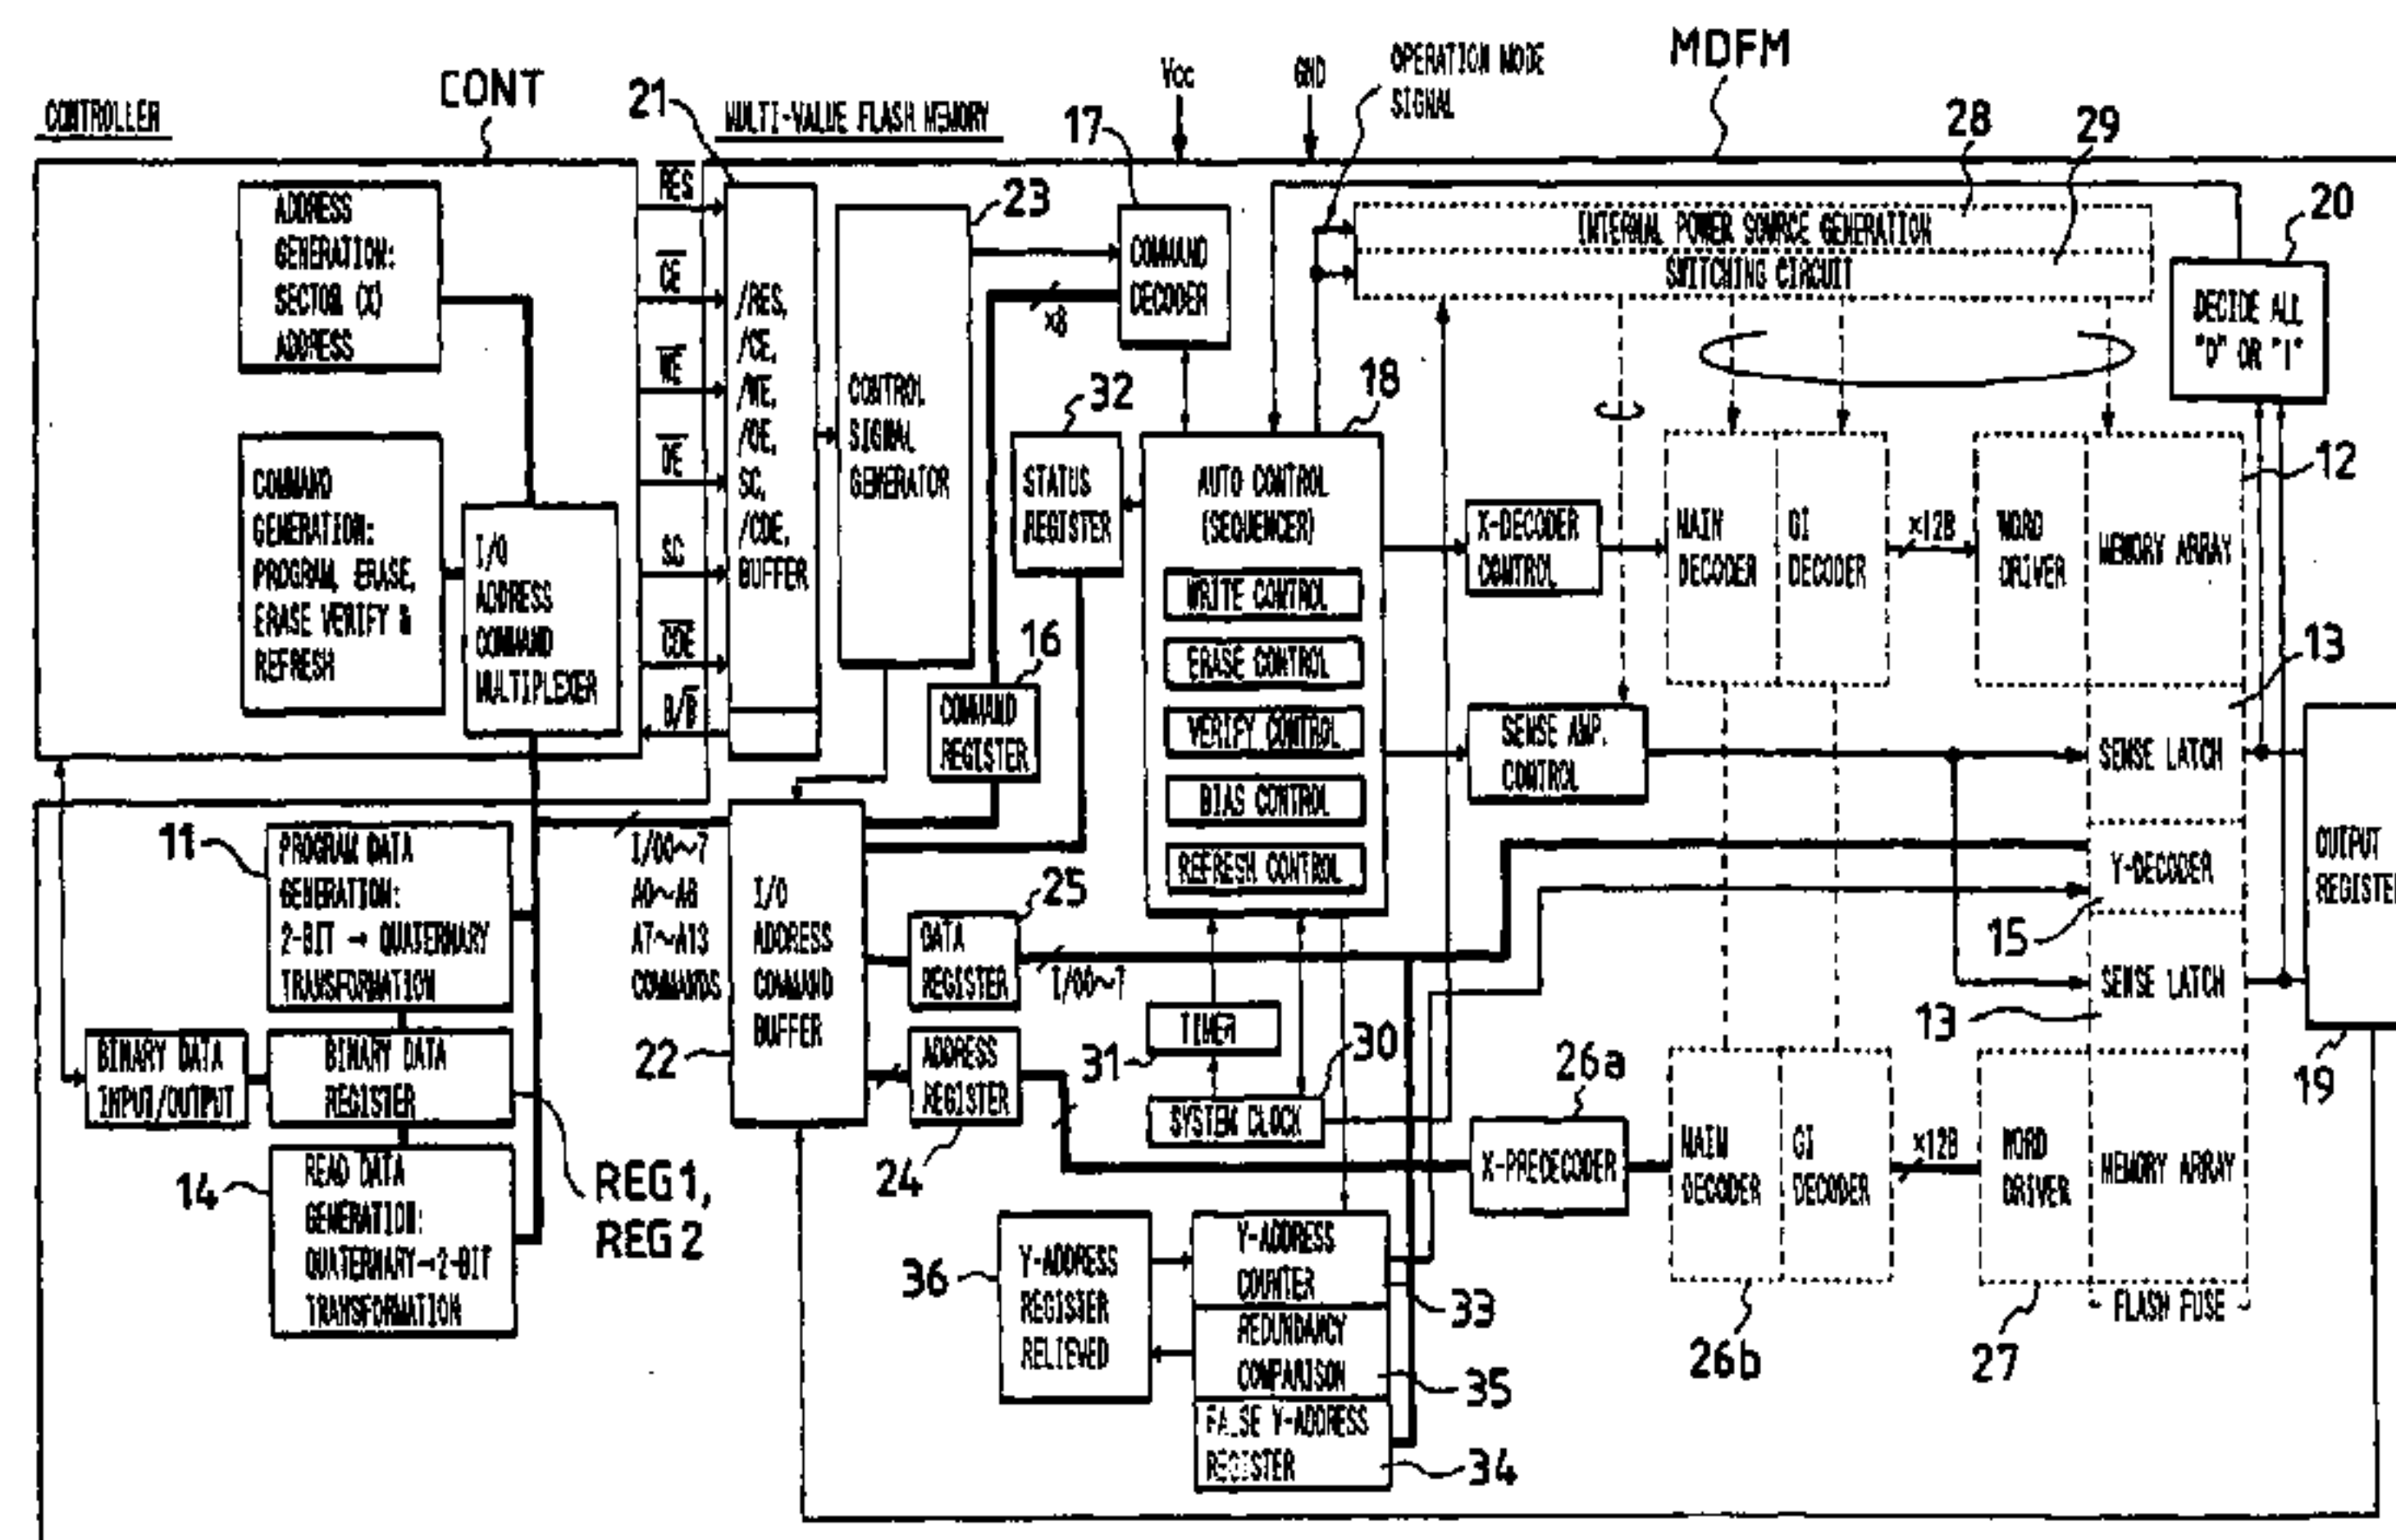 CONTROLLER
CONT
21
MULTI-VALUE FLASH MEMORY
17
Vcc
GND
OPERATION MODE
SIGNAL
MDFM
28
29
20
ADDRESS
GENERATION:
SECTOR (X)
ADDRESS
COMMAND
GENERATION:
PROGRAM, ERASE,
ERASE VERIFY &
REFRESH
I/O
ADDRESS
COMMAND
MULTIPLEXER
RES
CE
WE
OE
SC
CDE
R/B
/RES,
/CE,
/WE,
/OE,
SC,
/CDE,
BUFFER
23
CONTROL
SIGNAL
GENERATOR
COMMAND
DECODER
×8
INTERNAL POWER SOURCE GENERATION
SWITCHING CIRCUIT
DECIDE ALL
"0" OR "1"
32
STATUS
REGISTER
16
COMMAND
REGISTER
18
AUTO CONTROL
(SEQUENCER)
WRITE CONTROL
ERASE CONTROL
VERIFY CONTROL
BIAS CONTROL
REFRESH CONTROL
X-DECODER
CONTROL
MAIN
DECODER
GI
DECODER
×128
WORD
DRIVER
MEMORY ARRAY
12
13
SENSE AMP.
CONTROL
SENSE LATCH
Y-DECODER
15
SENSE LATCH
13
OUTPUT
REGISTER
19
11
PROGRAM DATA
GENERATION:
2-BIT → QUATERNARY
TRANSFORMATION
BINARY DATA
INPUT/OUTPUT
BINARY DATA
REGISTER
14
READ DATA
GENERATION:
QUATERNARY→2-BIT
TRANSFORMATION
REG 1,
REG 2
I/O0~7
A0~A6
A7~A13
COMMANDS
22
I/O
ADDRESS
COMMAND
BUFFER
25
DATA
REGISTER
I/O0~7
ADDRESS
REGISTER
24
TIMER
31
30
SYSTEM CLOCK
26a
X-PREDECODER
MAIN
DECODER
GI
DECODER
×128
WORD
DRIVER
MEMORY ARRAY
FLASH FUSE
26b
27
36
Y-ADDRESS
REGISTER
RELIEVED
Y-ADDRESS
COUNTER
33
REDUNDANCY
COMPARISON
35
FALSE Y-ADDRESS
REGISTER
34